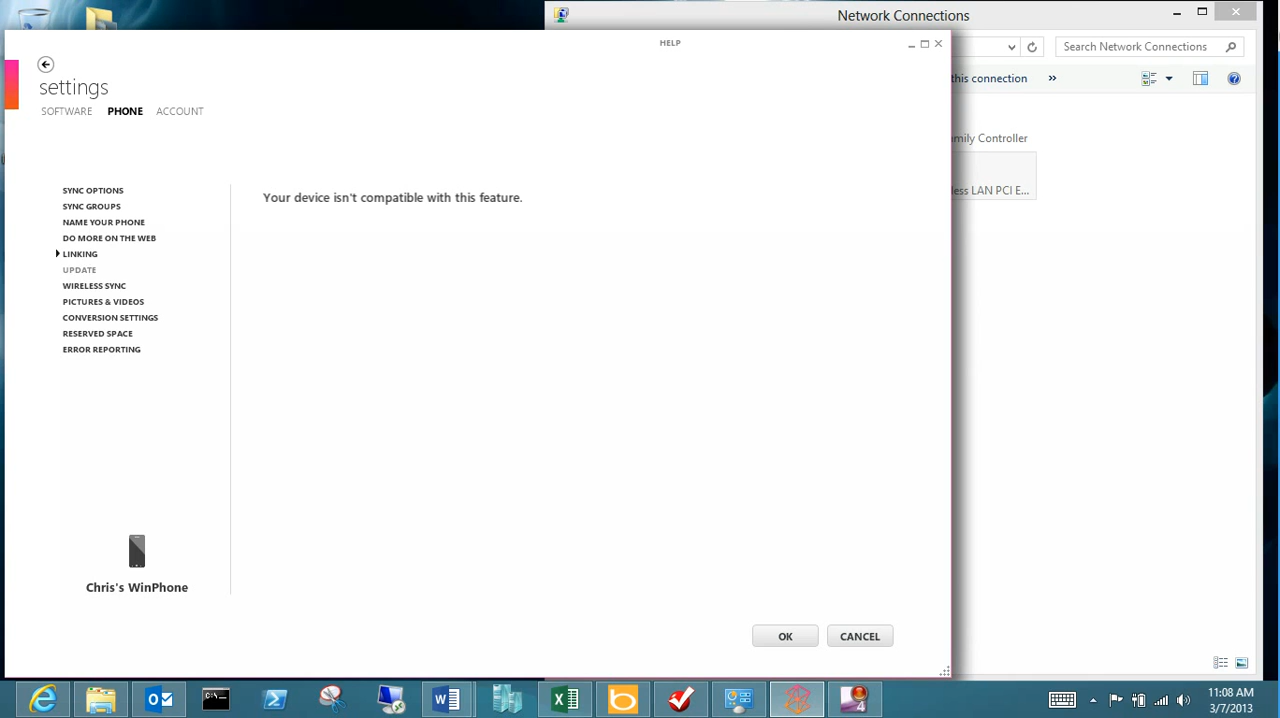 Network Connections
HELP
Search Network Connections
settings
this connection
»
SOFTWARE PHONE ACCOUNT
mily Controller
less LAN PCI E...
SYNC OPTIONS
Your device isn't compatible with this feature.
SYNC GROUPS
NAME YOUR PHONE
DO MORE ON THE WEB
LINKING
UPDATE
WIRELESS SYNC
PICTURES & VIDEOS
CONVERSION SETTINGS
RESERVED SPACE
ERROR REPORTING
Chris's WinPhone
OK CANCEL
11:08 AM
3/7/2013